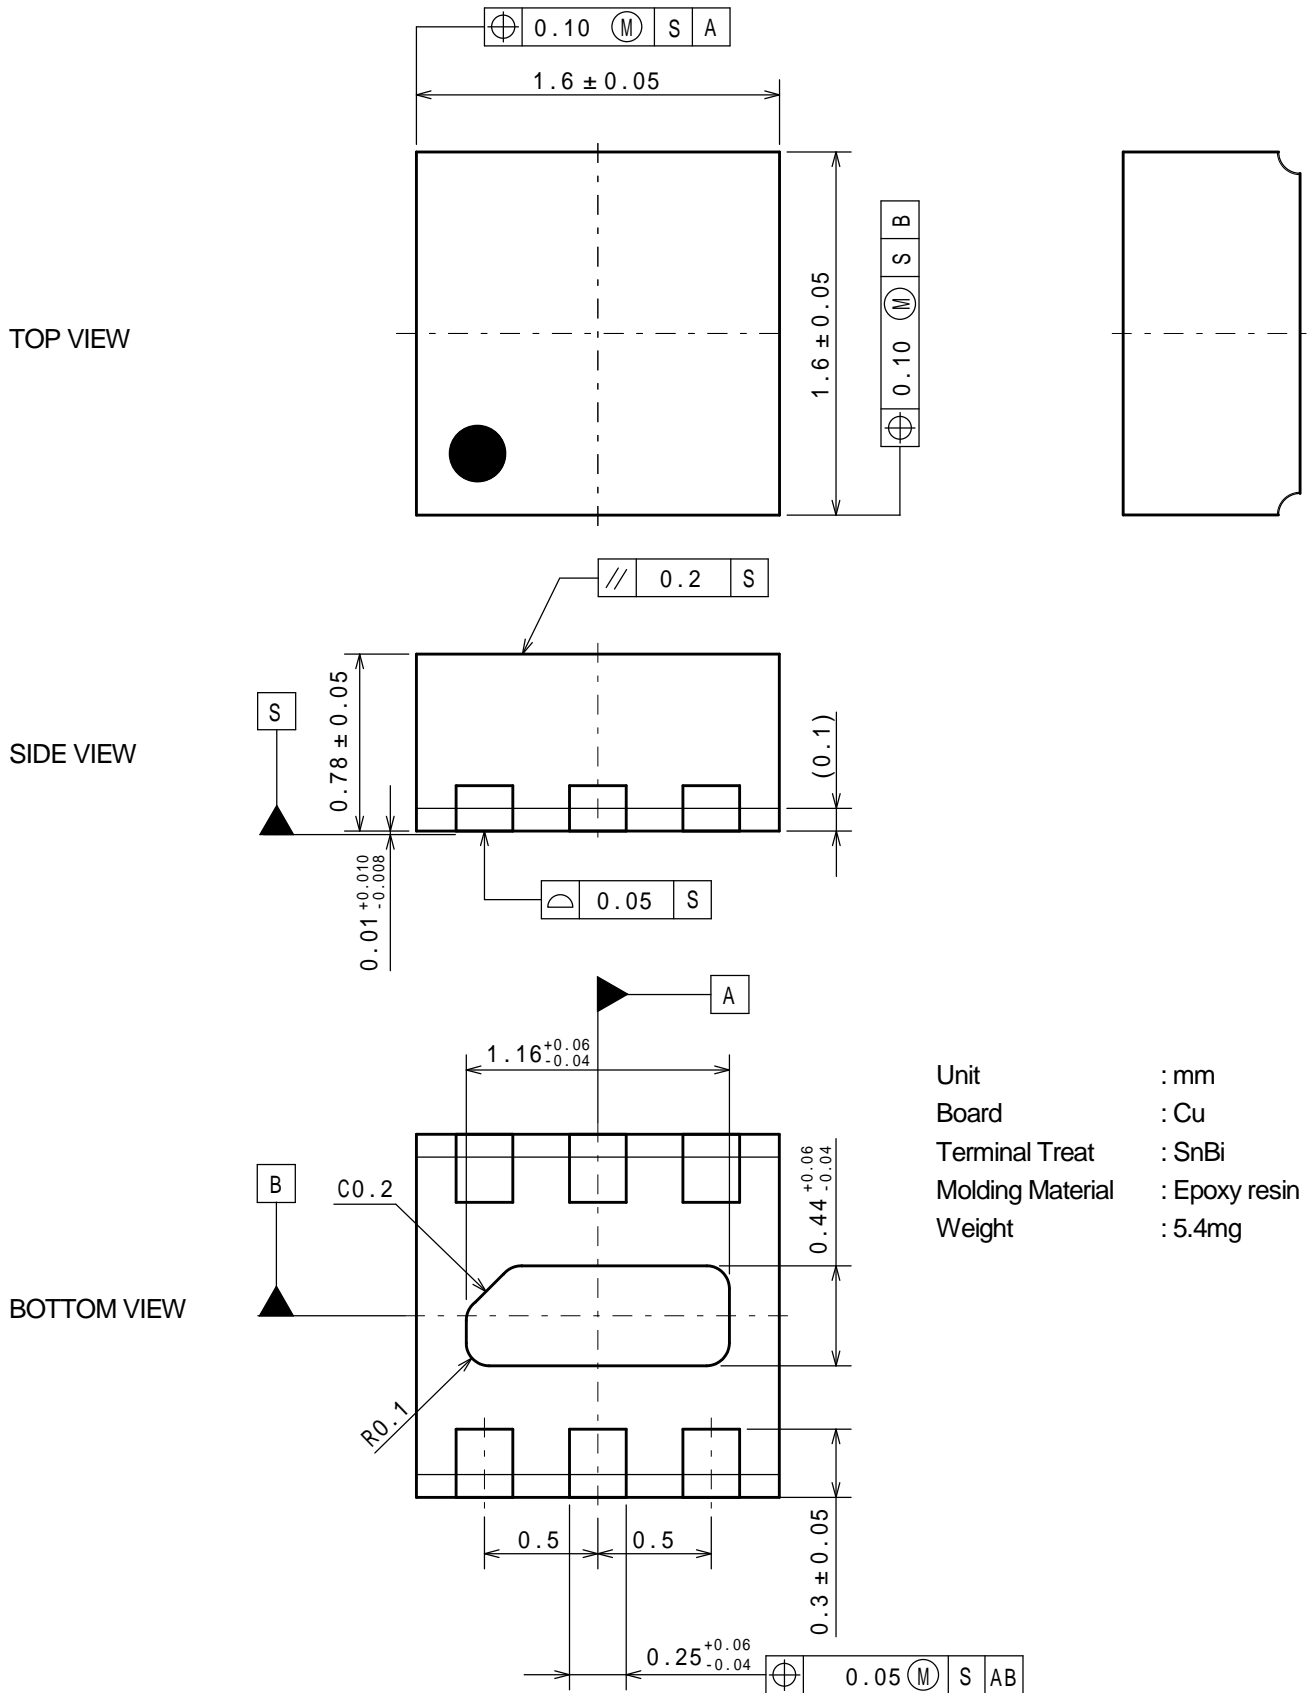 0.10 Ⓜ S A
1.6±0.05
TOP VIEW
1.6±0.05
0.10 Ⓜ S B
0.2 S
S
0.78±0.05
(0.1)
SIDE VIEW
0.01 +0.010 -0.008
0.05 S
A
1.16 +0.06 -0.04
Unit : mm
Board : Cu
Terminal Treat : SnBi
Molding Material : Epoxy resin
Weight : 5.4mg
B
C0.2
0.44 +0.06 -0.04
BOTTOM VIEW
R0.1
0.5 0.5
0.3±0.05
0.25 +0.06 -0.04
0.05 Ⓜ S AB